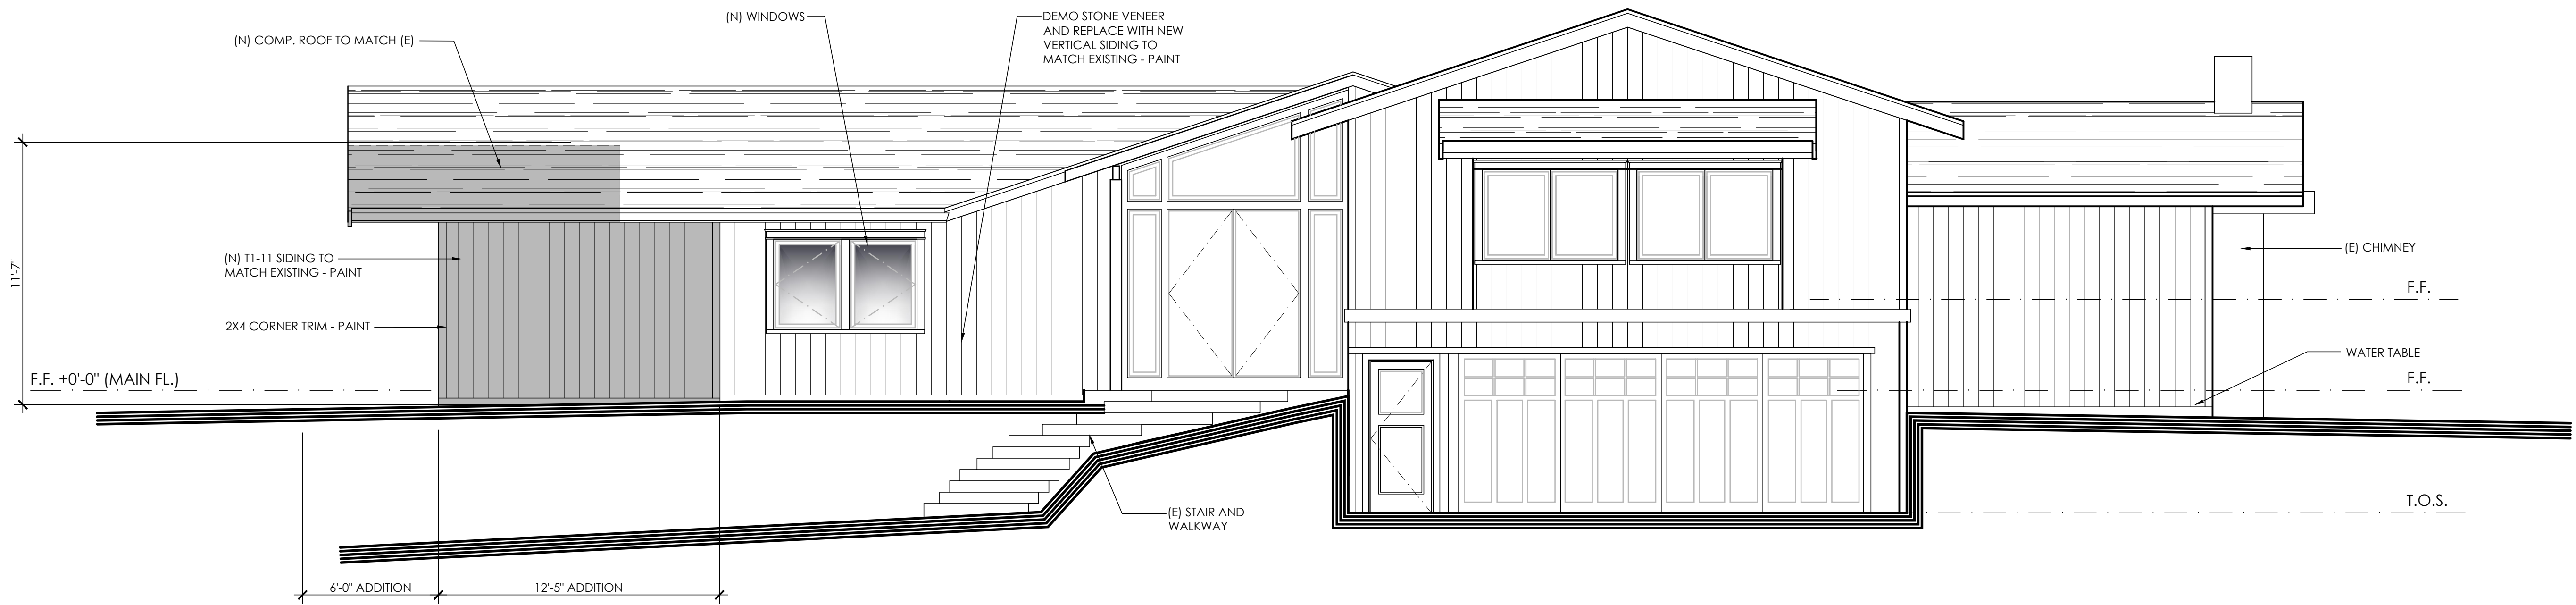 (N) WINDOWS
DEMO STONE VENEER
AND REPLACE WITH NEW
VERTICAL SIDING TO
MATCH EXISTING - PAINT
(N) COMP. ROOF TO MATCH (E)
11'-7"
(N) T1-11 SIDING TO
MATCH EXISTING - PAINT
2X4 CORNER TRIM - PAINT
F.F. +0'-0" (MAIN FL.)
(E) CHIMNEY
F.F.
WATER TABLE
F.F.
T.O.S.
(E) STAIR AND
WALKWAY
6'-0" ADDITION
12'-5" ADDITION